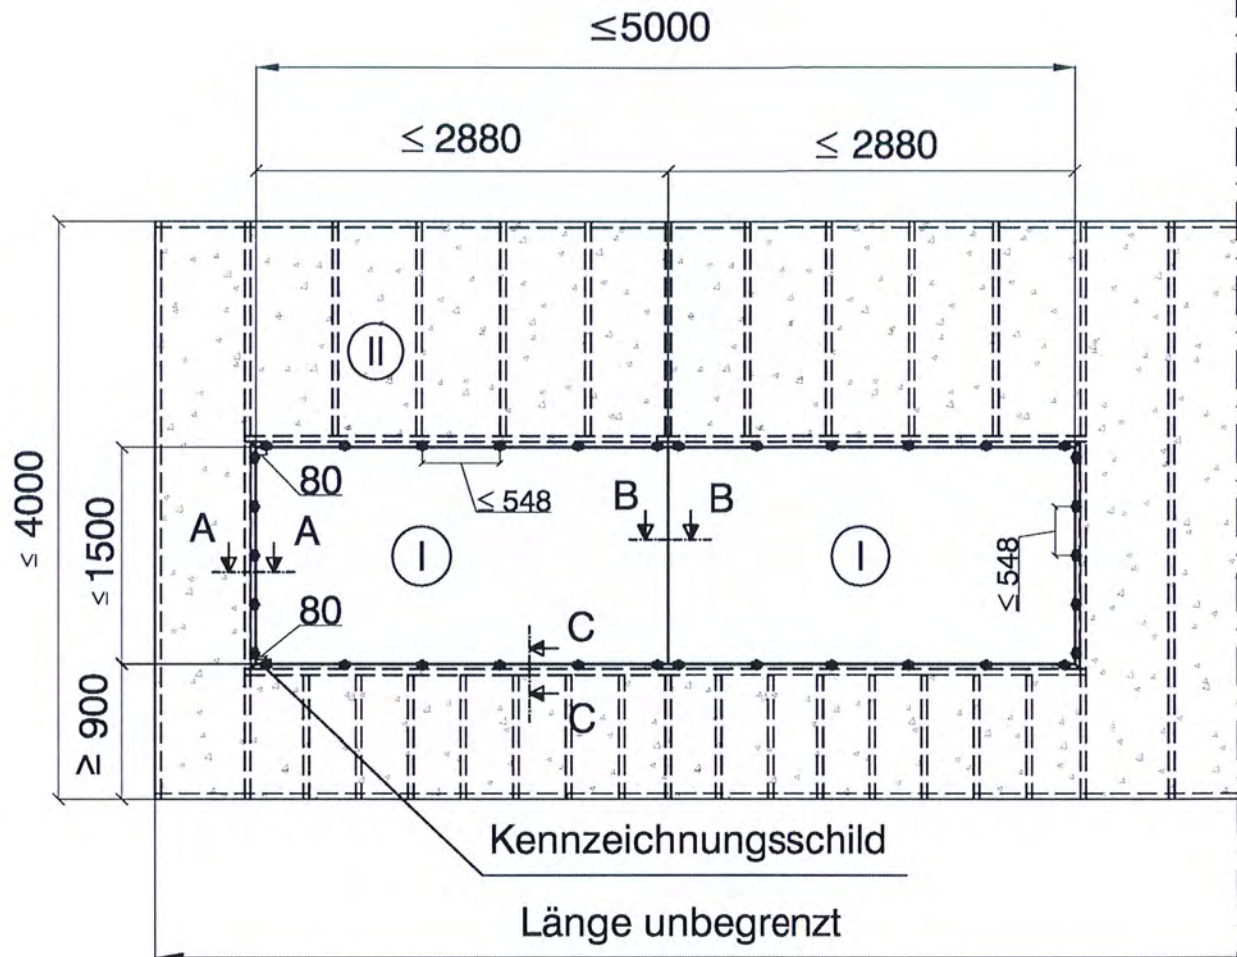 ≤5000
≤ 2880
≤ 2880
II
≤ 4000
≤ 1500
≥ 900
80
≤ 548
B B
A A
I
I
≤548
80
C
C
Kennzeichnungsschild
Länge unbegrenzt